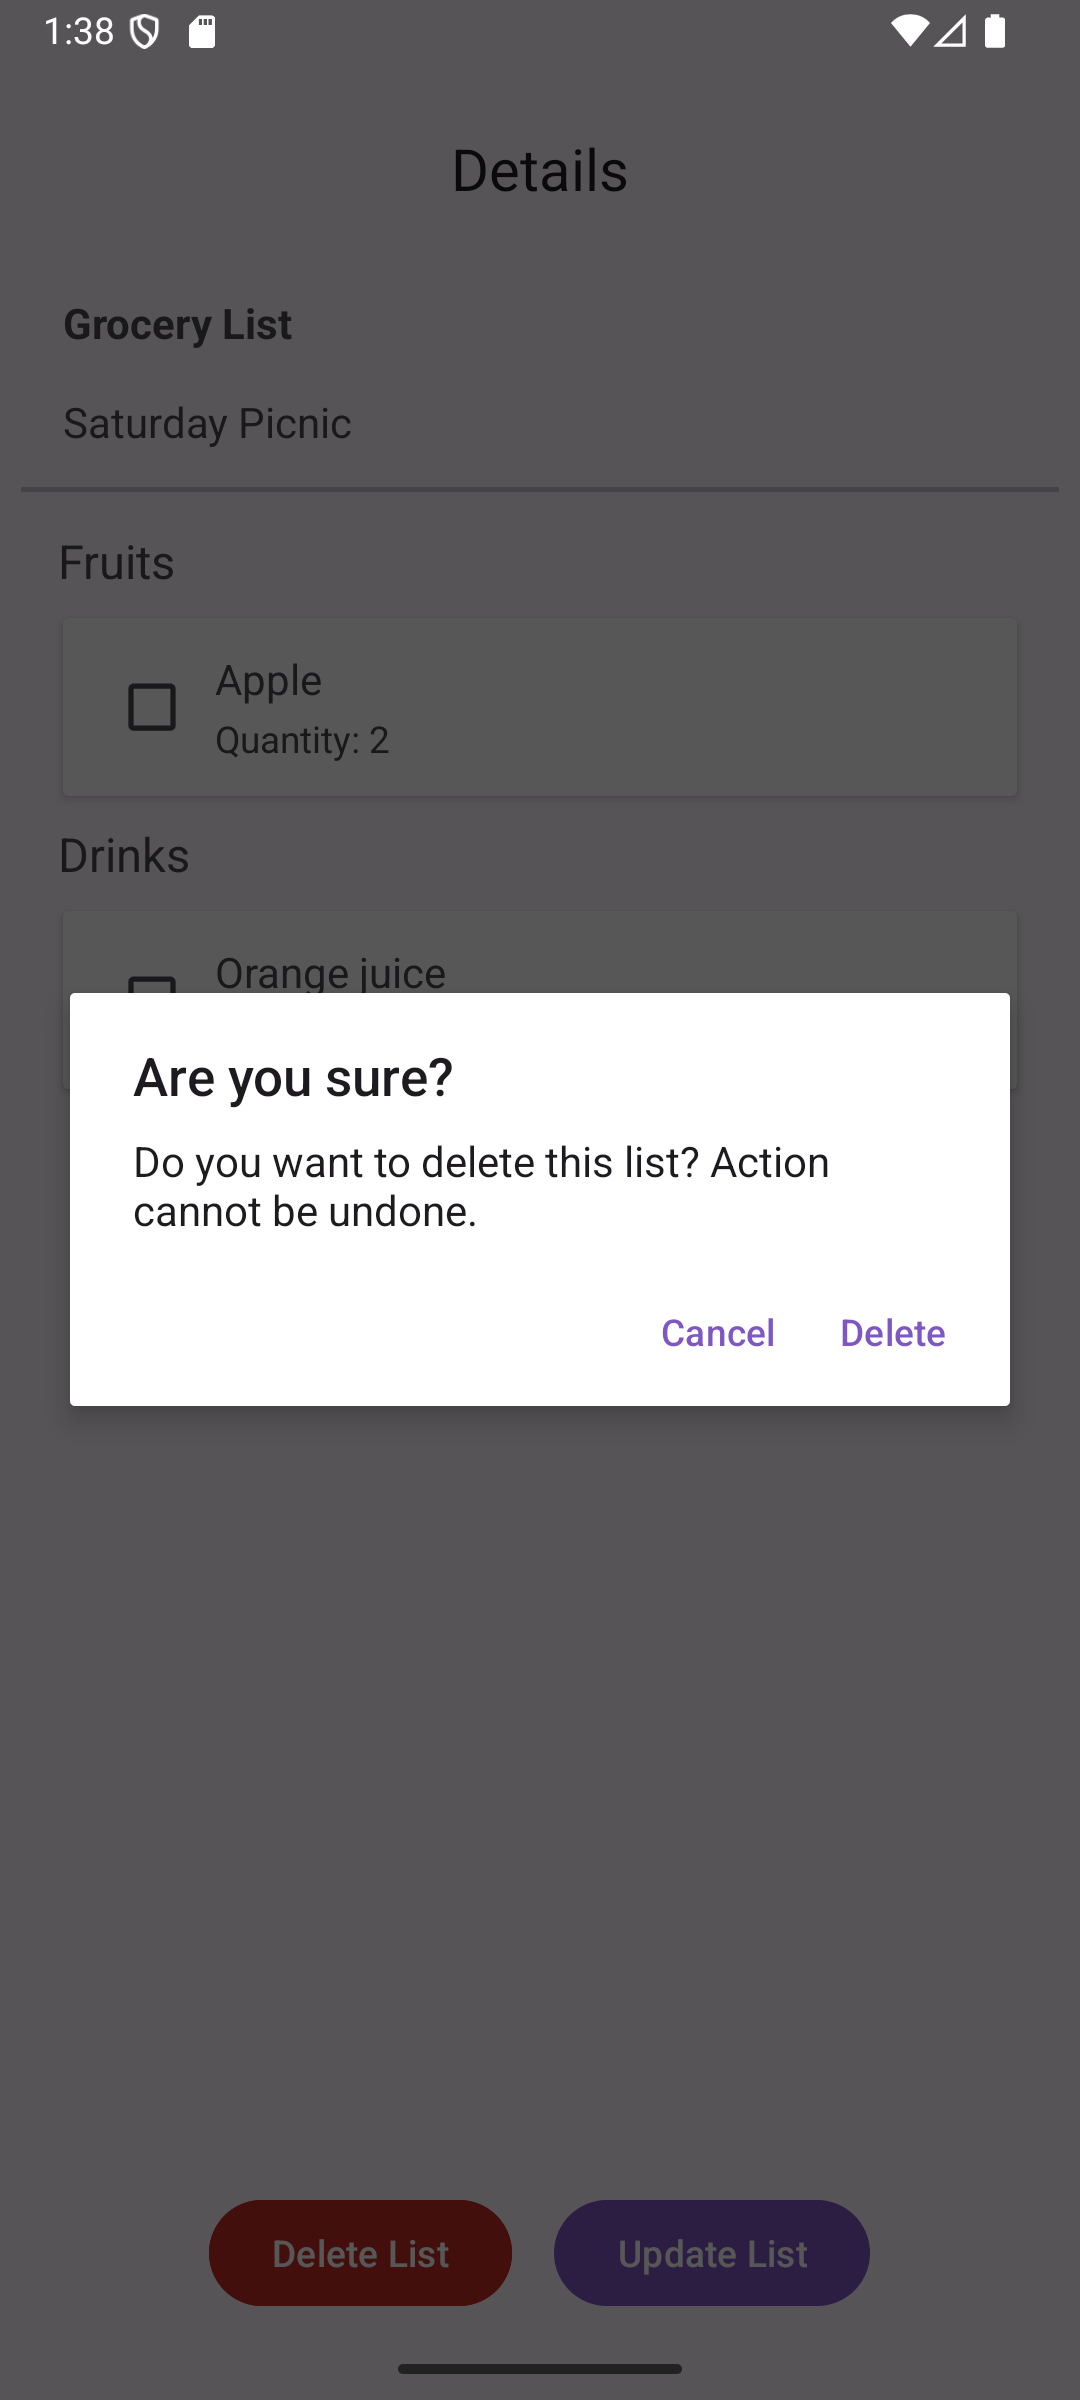 1:38
Details
Grocery List
Saturday Picnic
Fruits
Apple
Quantity: 2
Drinks
Orange juice
Are you sure?
Do you want to delete this list? Action
cannot be undone.
Cancel Delete
Delete List Update List